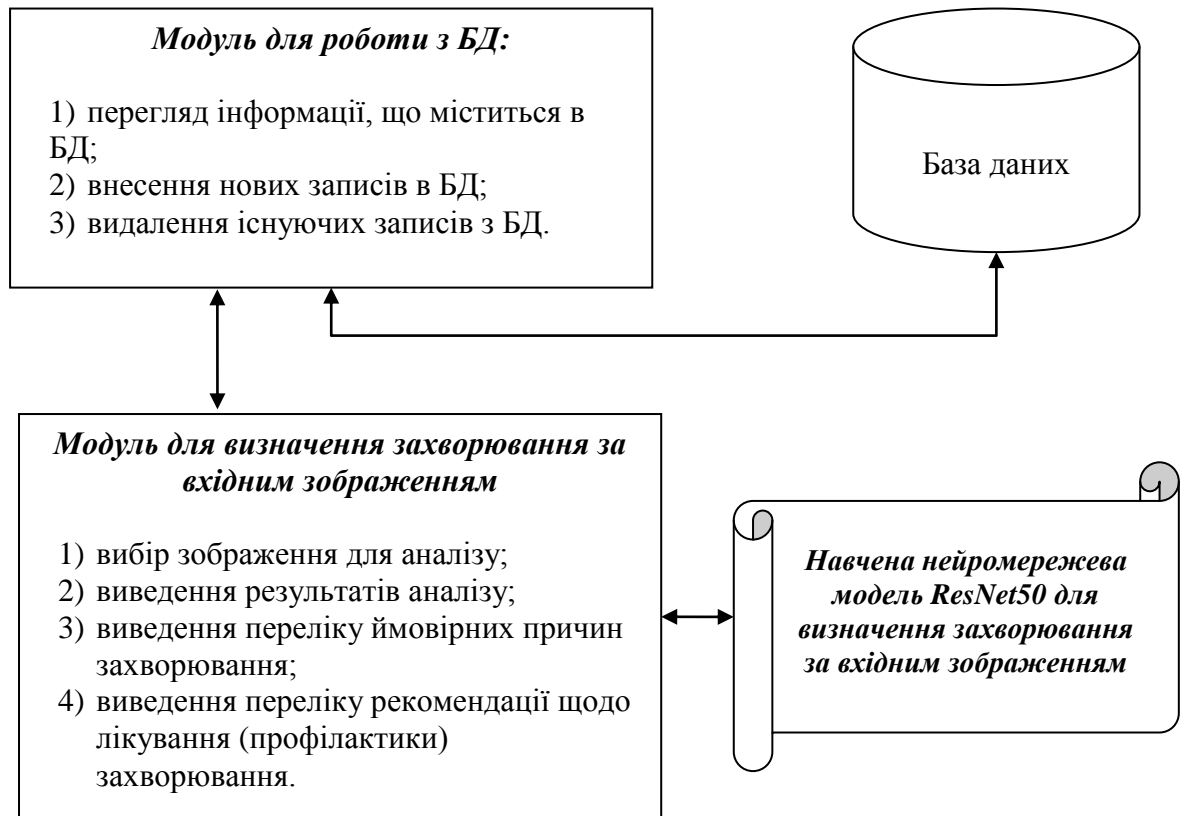 Модуль для роботи з БД:
1) перегляд інформації, що міститься в
БД;
2) внесення нових записів в БД;
3) видалення існуючих записів з БД.
База даних
Модуль для визначення захворювання за
вхідним зображенням
1) вибір зображення для аналізу;
2) виведення результатів аналізу;
3) виведення переліку ймовірних причин
захворювання;
4) виведення переліку рекомендації щодо
лікування (профілактики)
захворювання.
Навчена нейромережева
модель ResNet50 для
визначення захворювання
за вхідним зображенням